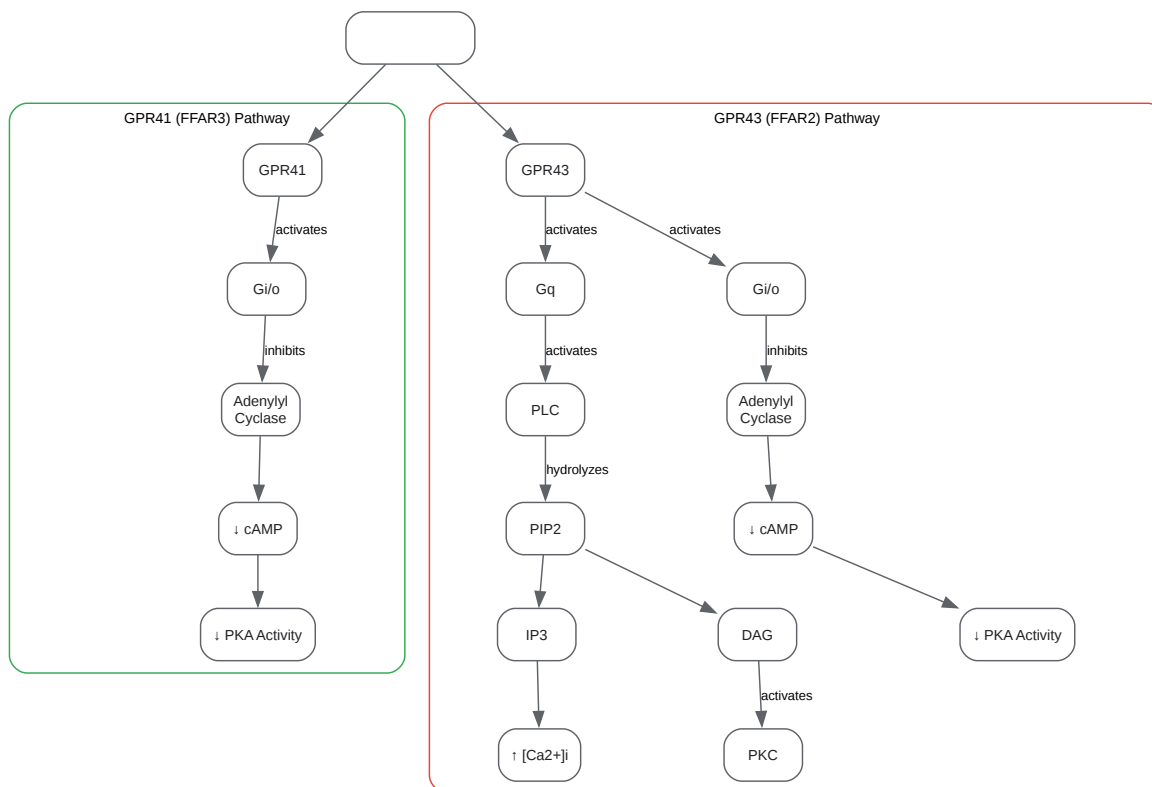 GPR41 (FFAR3) Pathway
GPR43 (FFAR2) Pathway
GPR41
GPR43
activates
activates
activates
Gi/o
Gq
Gi/o
inhibits
activates
inhibits
Adenylyl
Cyclase
PLC
Adenylyl
Cyclase
hydrolyzes
↓ cAMP
PIP2
↓ cAMP
↓ PKA Activity
IP3
DAG
↓ PKA Activity
activates
↑ [Ca2+]i
PKC